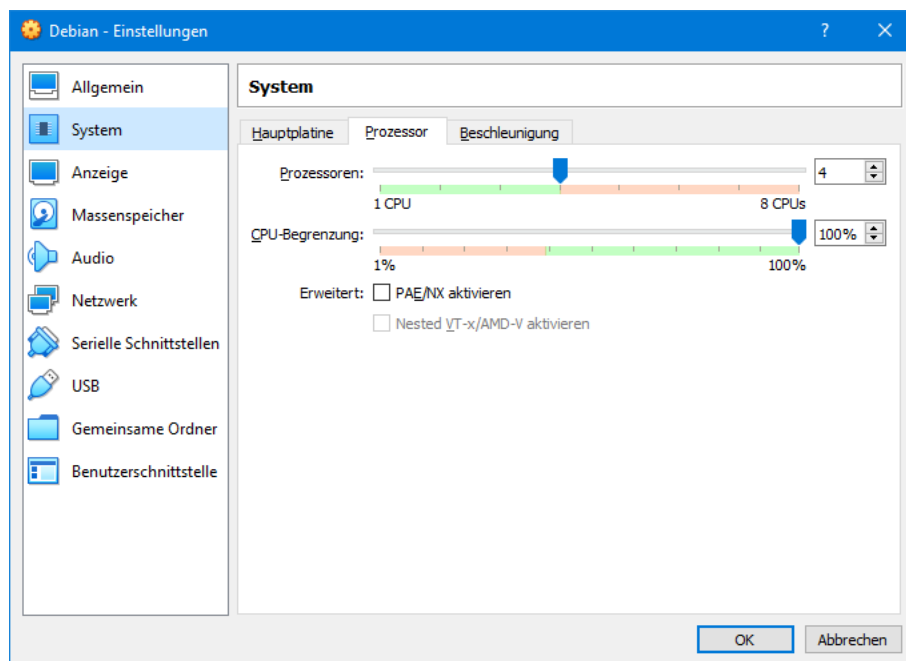 Debian - Einstellungen
?
Allgemein
System
Anzeige
Massenspeicher
Audio
Netzwerk
Serielle Schnittstellen
USB
Gemeinsame Ordner
Benutzerschnittstelle
System
Hauptplatine Prozessor Beschleunigung
Prozessoren: 4
1 CPU 8 CPUs
CPU-Begrenzung: 100%
1% 100%
Erweitert: PAE/NX aktivieren
Nested VT-x/AMD-V aktivieren
OK Abbrechen